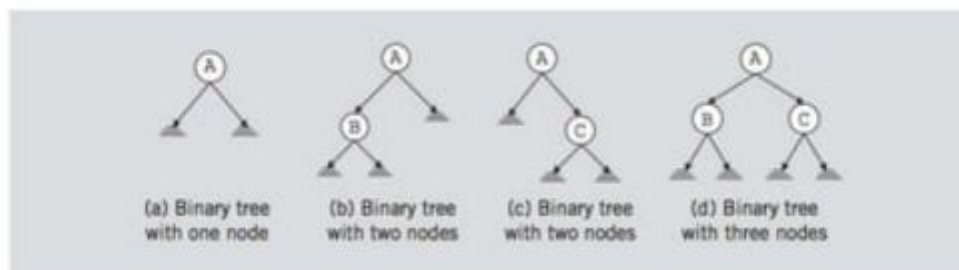 A
B
A
B
A
C
A
B
C
(a) Binary tree
with one node
(b) Binary tree
with two nodes
(c) Binary tree
with two nodes
(d) Binary tree
with three nodes